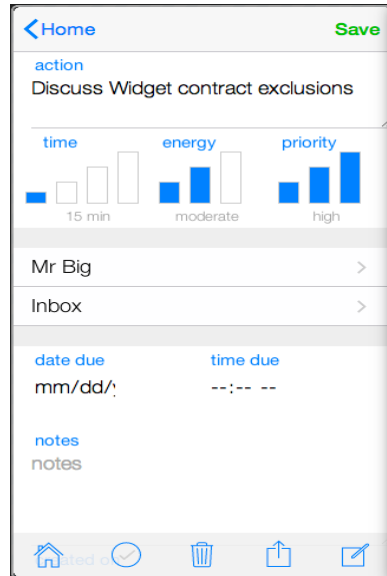 Home Save
action
Discuss Widget contract exclusions
time energy priority
15 min moderate high
Mr Big
Inbox
date due time due
mm/dd/ --:-- --
notes
notes